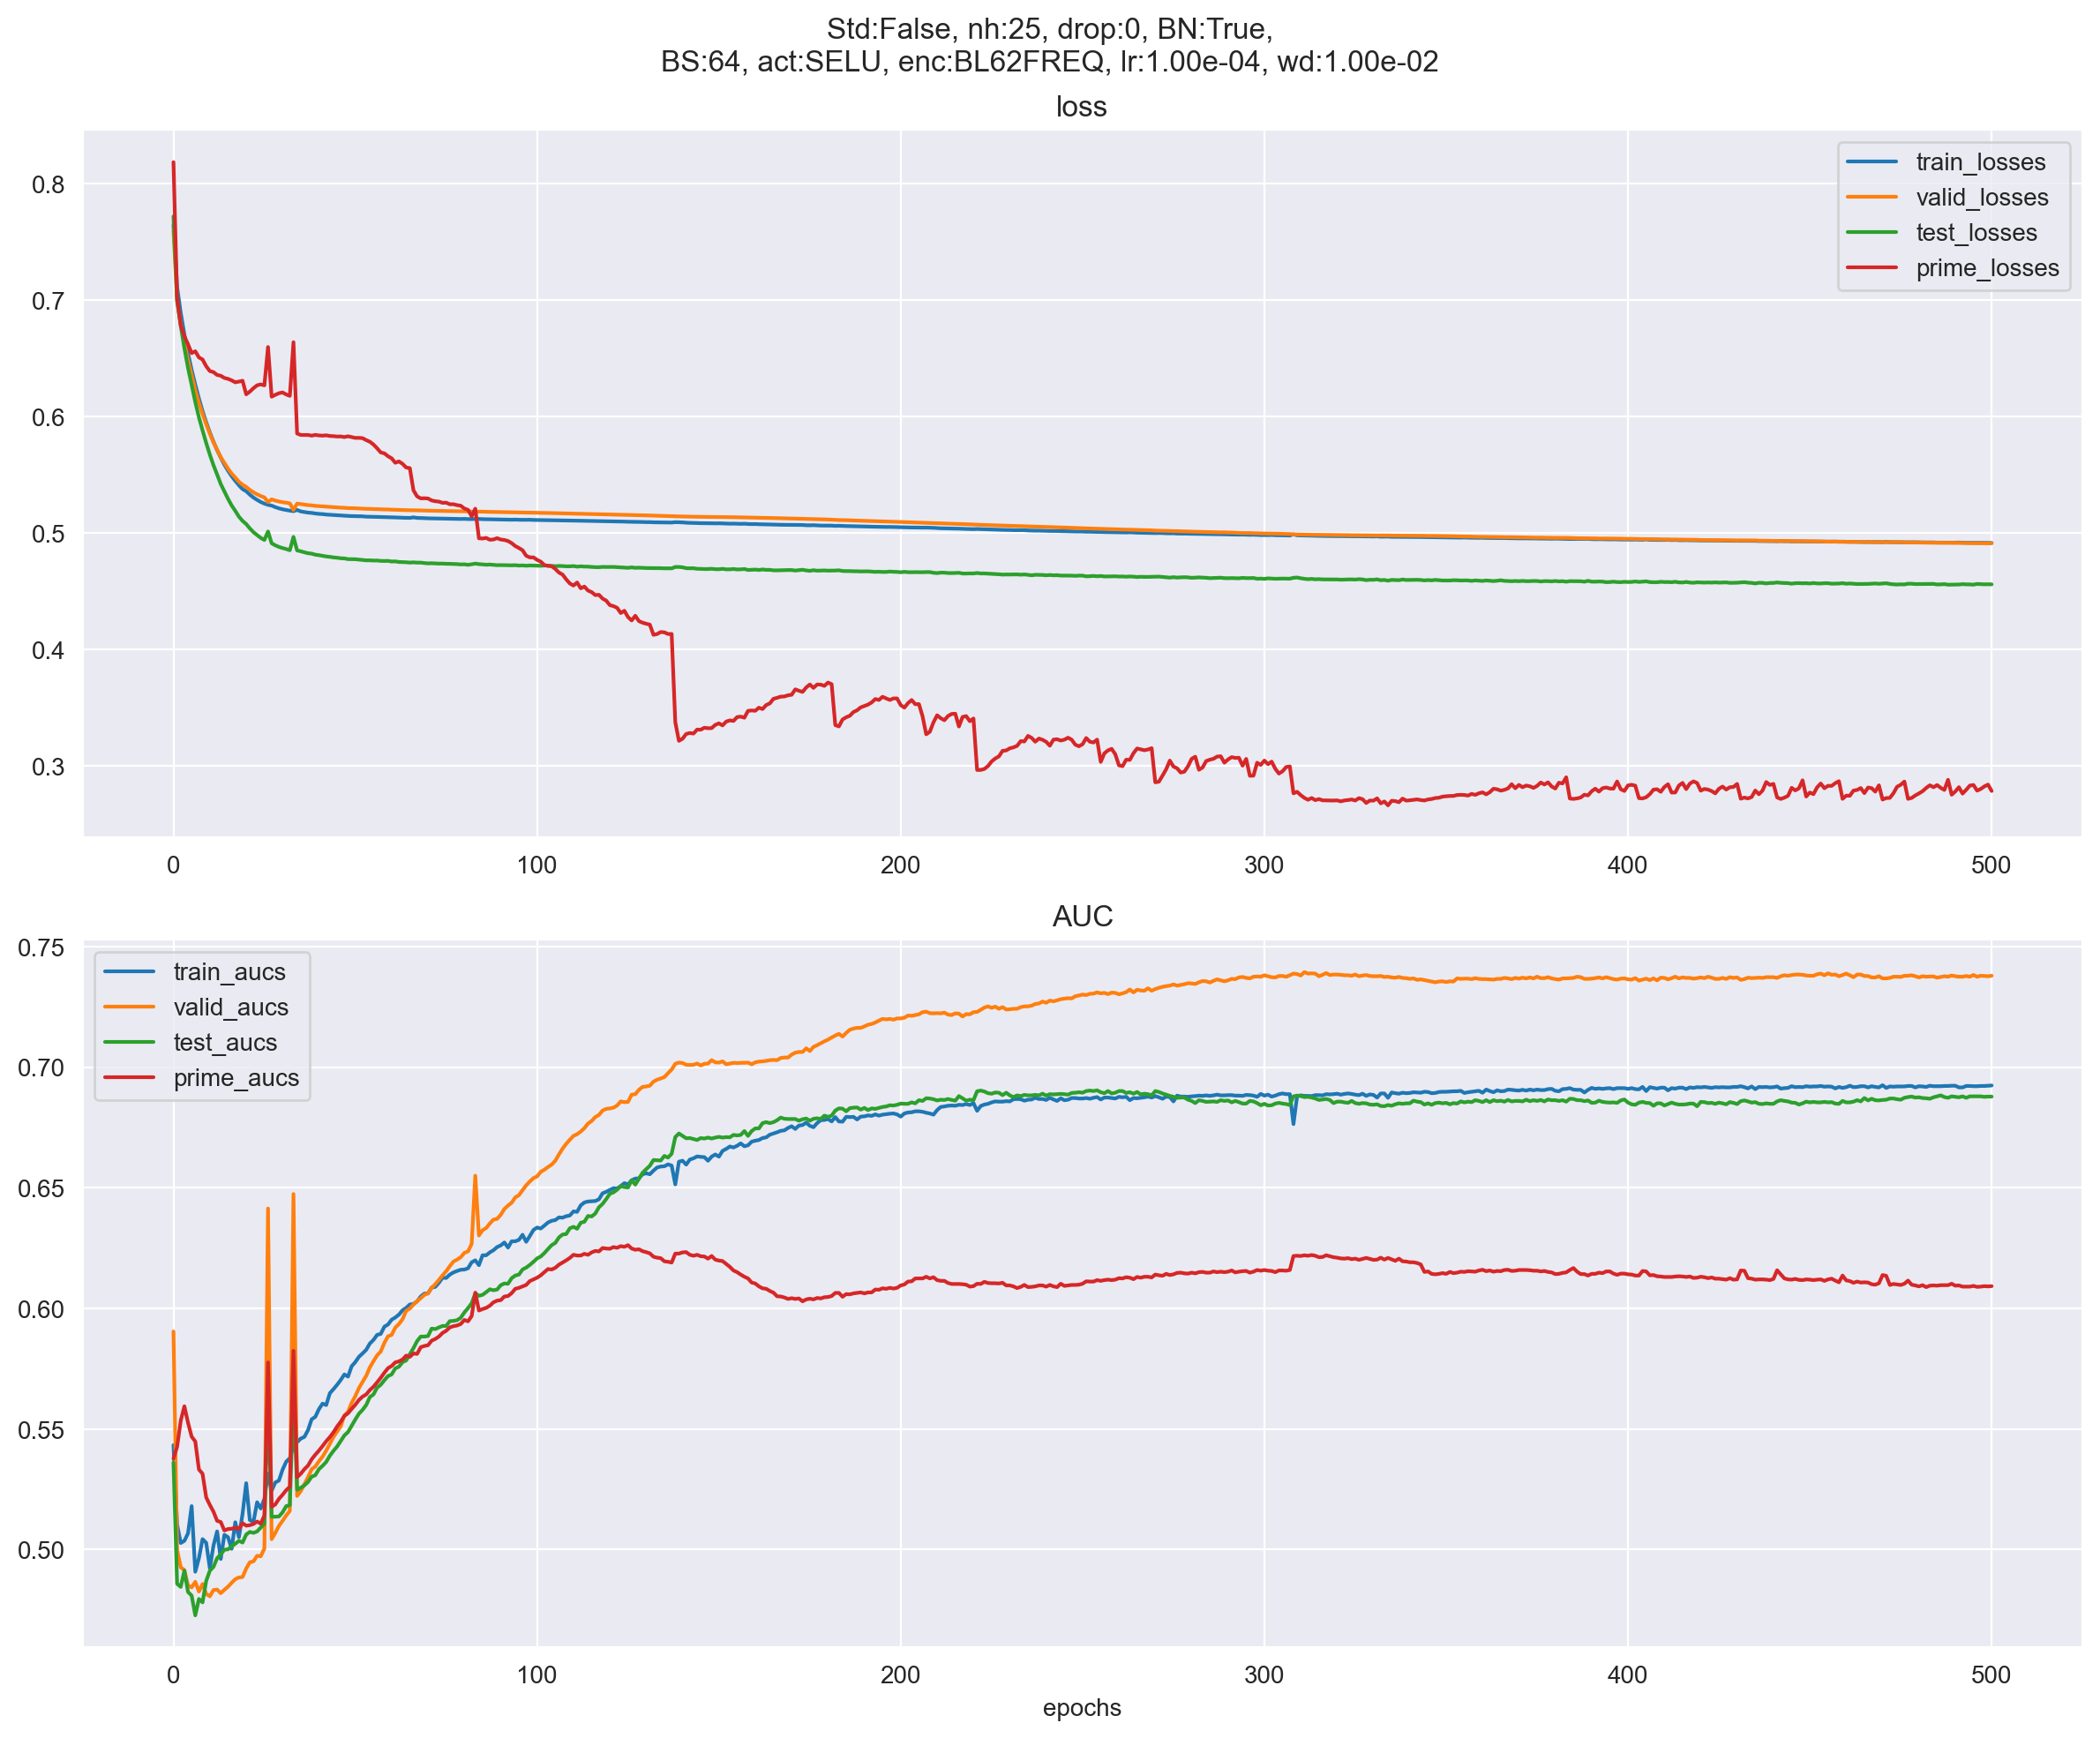 Std:False, nh:25, drop:0, BN:True,
BS:64, act:SELU, enc:BL62FREQ, lr:1.00e-04, wd:1.00e-02
loss
train_losses
valid_losses
test_losses
prime_losses
0.8
0.7
0.6
0.5
0.4
0.3
0 100 200 300 400 500
AUC
train_aucs
valid_aucs
test_aucs
prime_aucs
0.75
0.70
0.65
0.60
0.55
0.50
0 100 200 300 400 500
epochs